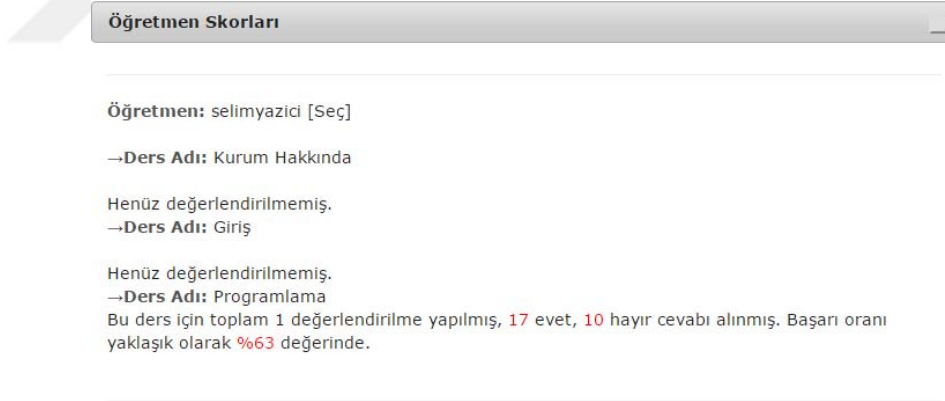 Öğretmen Skorları
Öğretmen: selimyazici [Seç]
→Ders Adı: Kurum Hakkında
Henüz değerlendirilmemiş.
→Ders Adı: Giriş
Henüz değerlendirilmemiş.
→Ders Adı: Programlama
Bu ders için toplam 1 değerlendirilme yapılmış, 17 evet, 10 hayır cevabı alınmış. Başarı oranı
yaklaşık olarak %63 değerinde.